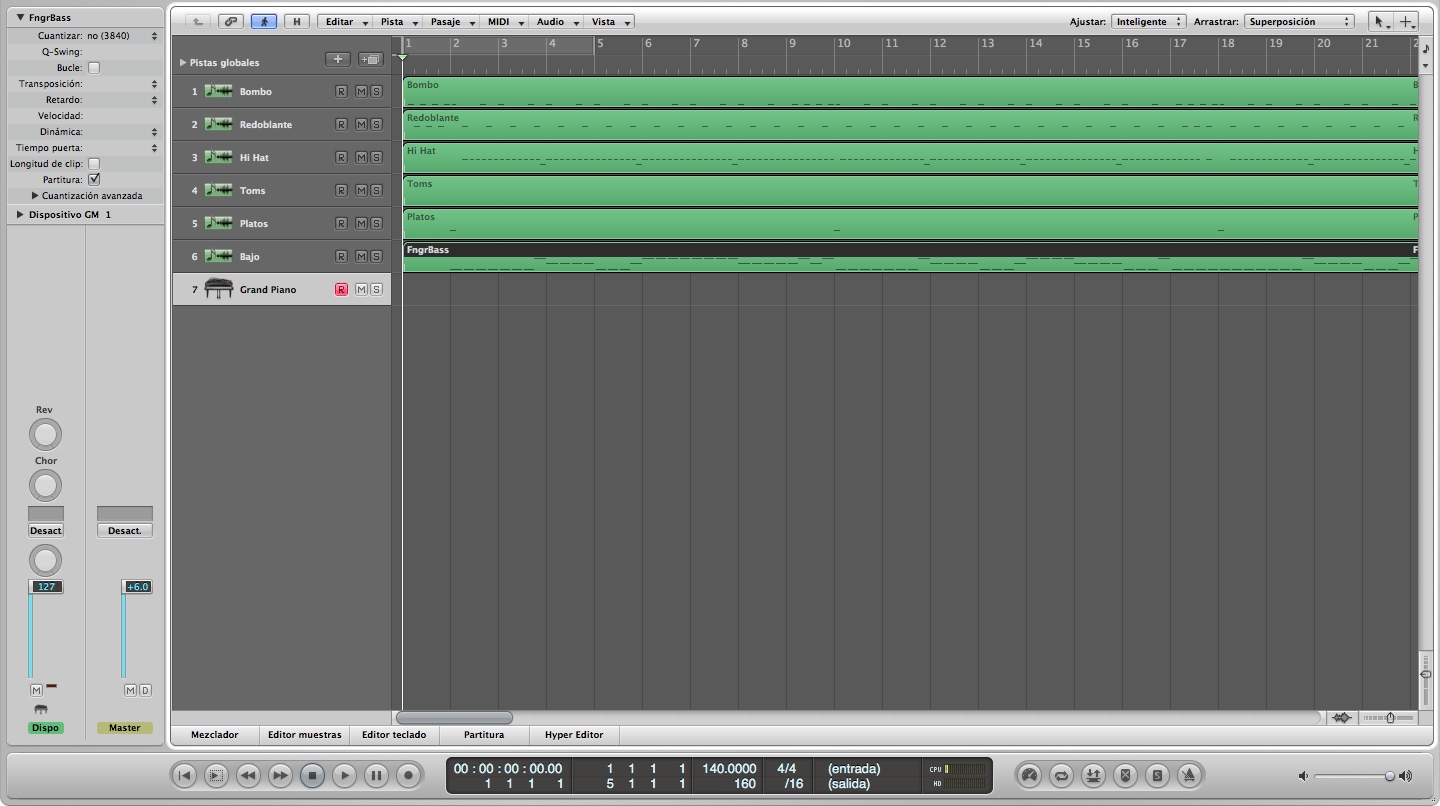 FngrBass
Cuantizar: no (3840)
Q-Swing:
Bucle:
Transposición:
Retardo:
Velocidad:
Dinámica:
Tiempo puerta:
Longitud de clip:
Partitura:
Cuantización avanzada
Dispositivo GM 1
Rev
Chor
Desact
Desact.
127
+6.0
M
M D
Dispo
Master
H
Editar
Pista
Pasaje
MIDI
Audio
Vista
Ajustar: Inteligente
Arrastrar: Superposición
Pistas globales
1 2 3 4 5 6 7 8 9 10 11 12 13 14 15 16 17 18 19 20 21 2
1 Bombo R M S
2 Redoblante R M S
3 Hi Hat R M S
4 Toms R M S
5 Platos R M S
6 Bajo R M S
7 Grand Piano R M S
Bombo B
Redoblante R
Hi Hat H
Toms T
Platos P
FngrBass F
Mezclador
Editor muestras
Editor teclado
Partitura
Hyper Editor
00 : 00 : 00 : 00.00 1 1 1 1 140.0000 4/4 (entrada) CPU
1 1 1 1 5 1 1 1 160 /16 (salida) HD
S